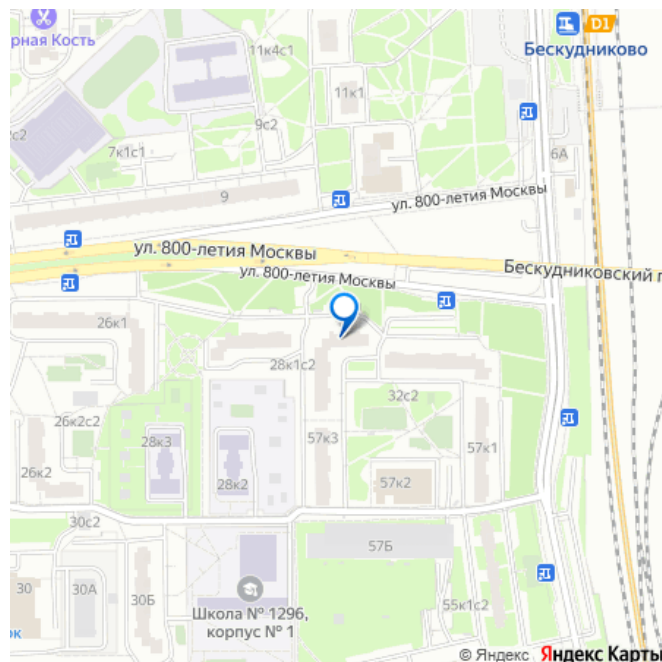 рная Кость
11к4с1
D1
Бескудниково
11к1
2с2
9с2
7к1с1
6А
9
ул. 800-летия Москвы
ул. 800-летия Москвы
ул. 800-летия Москвы
Бескудниковский п
26к1
28к1с2
32с2
26к2с2
28к3
57к3
57к1
26к2
28к2
57к2
30с2
57Б
30
30А
30Б
55к1с2
Школа № 1296,
корпус № 1
рк
© Яндекс Яндекс Карты